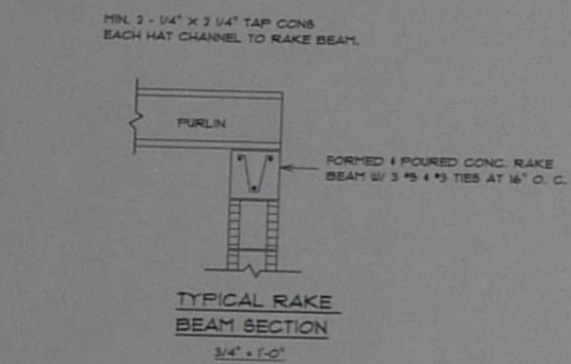 MIN. 2 - 1/4" X 2 1/4" TAP CONS
EACH HAT CHANNEL TO RAKE BEAM.
PURLIN
FORMED & POURED CONC. RAKE
BEAM W/ 3 #5 & #3 TIES AT 16" O. C.
TYPICAL RAKE
BEAM SECTION
3/4" = 1'-0"